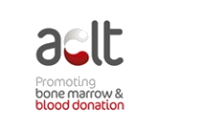 aclt
Promoting
bone marrow &
blood donation